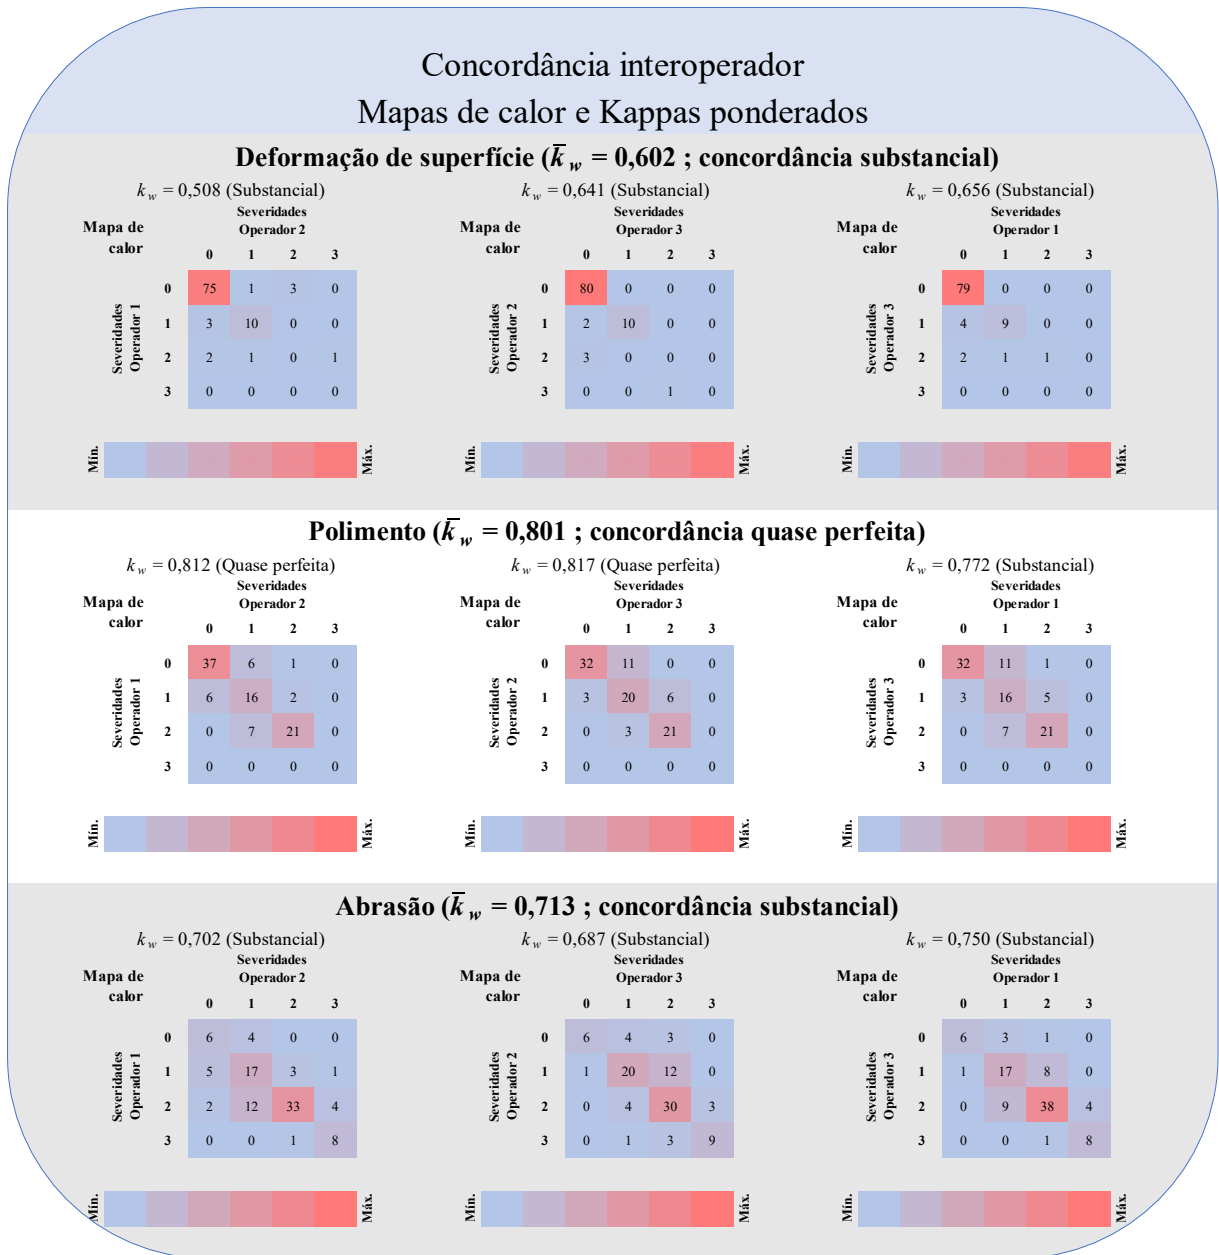 Concordância interoperador
Mapas de calor e Kappas ponderados
Deformação de superfície (k̅ w = 0,602 ; concordância substancial)
k w = 0,508 (Substancial)
Severidades
Mapa de calor
Operador 2
0 1 2 3
Severidades Operador 1
0 75 1 3 0
1 3 10 0 0
2 2 1 0 1
3 0 0 0 0
Mín. Máx.
k w = 0,641 (Substancial)
Severidades
Mapa de calor
Operador 3
0 1 2 3
Severidades Operador 2
0 80 0 0 0
1 2 10 0 0
2 3 0 0 0
3 0 0 1 0
Mín. Máx.
k w = 0,656 (Substancial)
Severidades
Mapa de calor
Operador 1
0 1 2 3
Severidades Operador 3
0 79 0 0 0
1 4 9 0 0
2 2 1 1 0
3 0 0 0 0
Mín. Máx.
Polimento (k̅ w = 0,801 ; concordância quase perfeita)
k w = 0,812 (Quase perfeita)
Severidades
Mapa de calor
Operador 2
0 1 2 3
Severidades Operador 1
0 37 6 1 0
1 6 16 2 0
2 0 7 21 0
3 0 0 0 0
Mín. Máx.
k w = 0,817 (Quase perfeita)
Severidades
Mapa de calor
Operador 3
0 1 2 3
Severidades Operador 2
0 32 11 0 0
1 3 20 6 0
2 0 3 21 0
3 0 0 0 0
Mín. Máx.
k w = 0,772 (Substancial)
Severidades
Mapa de calor
Operador 1
0 1 2 3
Severidades Operador 3
0 32 11 1 0
1 3 16 5 0
2 0 7 21 0
3 0 0 0 0
Mín. Máx.
Abrasão (k̅ w = 0,713 ; concordância substancial)
k w = 0,702 (Substancial)
Severidades
Mapa de calor
Operador 2
0 1 2 3
Severidades Operador 1
0 6 4 0 0
1 5 17 3 1
2 2 12 33 4
3 0 0 1 8
Mín. Máx.
k w = 0,687 (Substancial)
Severidades
Mapa de calor
Operador 3
0 1 2 3
Severidades Operador 2
0 6 4 3 0
1 1 20 12 0
2 0 4 30 3
3 0 1 3 9
Mín. Máx.
k w = 0,750 (Substancial)
Severidades
Mapa de calor
Operador 1
0 1 2 3
Severidades Operador 3
0 6 3 1 0
1 1 17 8 0
2 0 9 38 4
3 0 0 1 8
Mín. Máx.